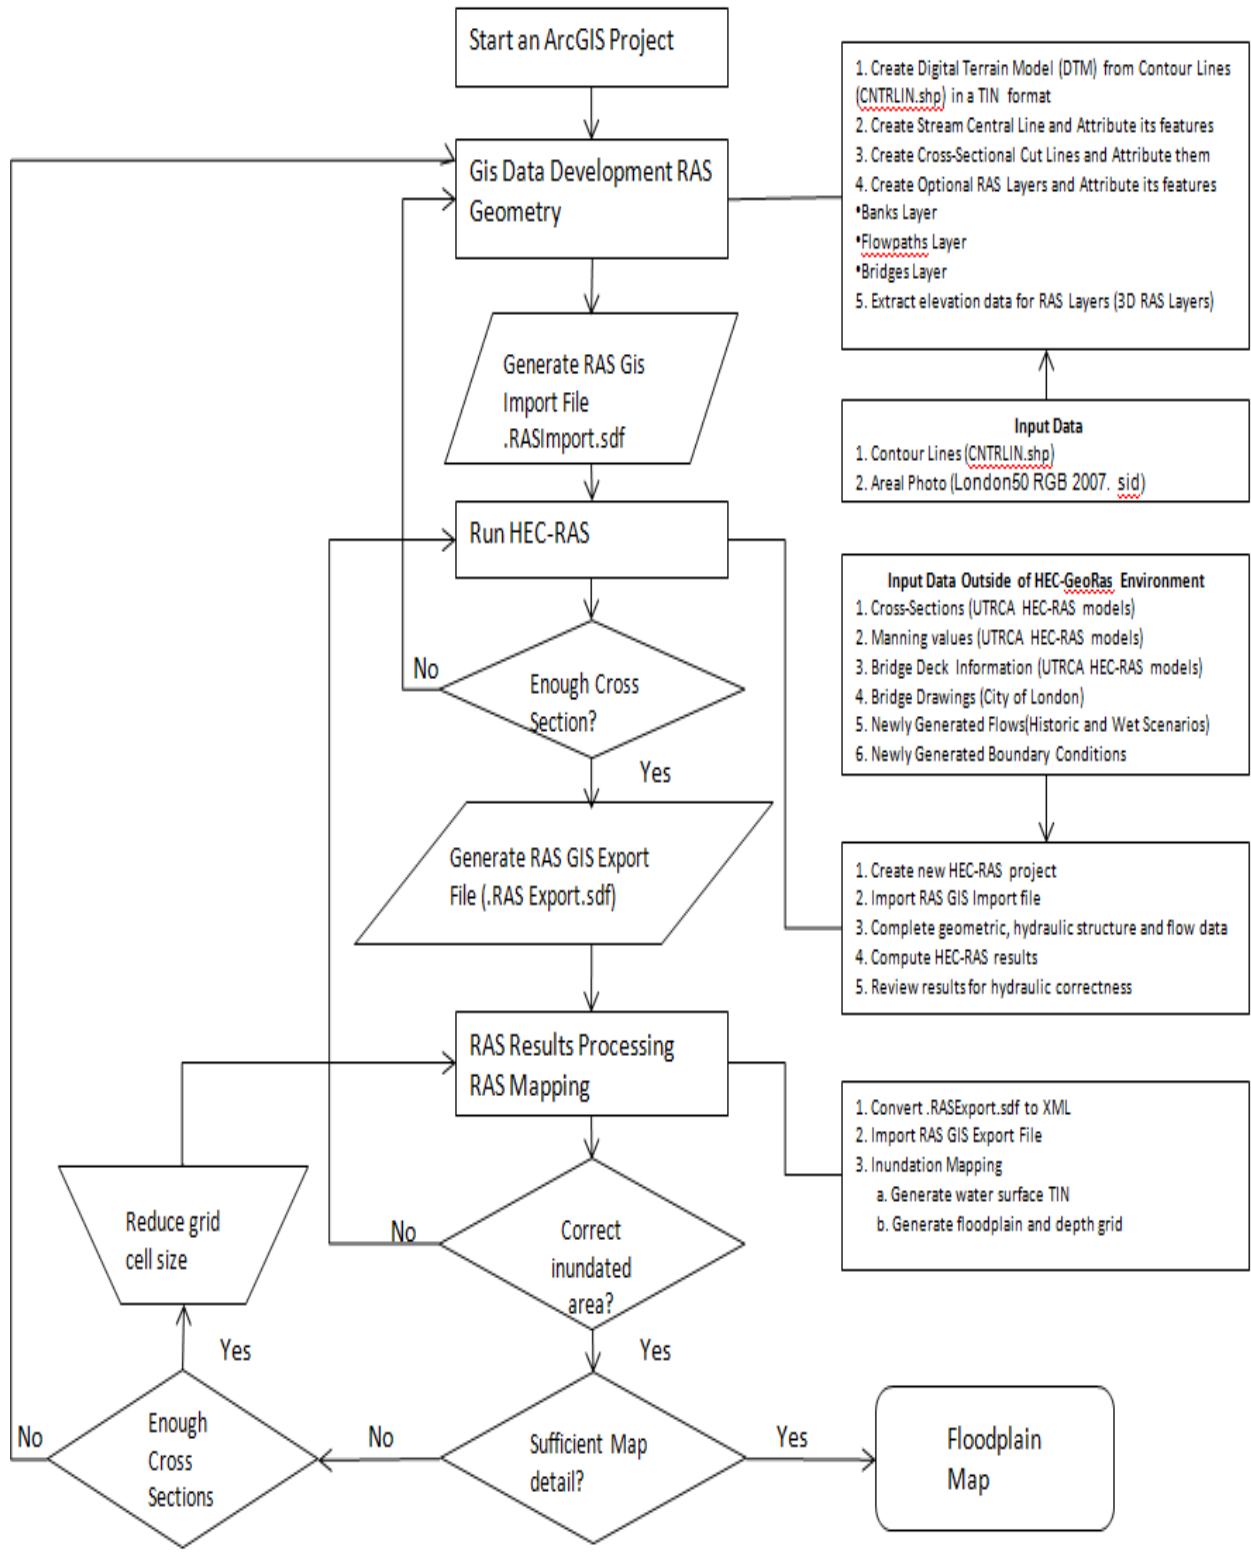 Start an ArcGIS Project
Gis Data Development RAS
Geometry
1. Create Digital Terrain Model (DTM) from Contour Lines
(CNTRLIN.shp) in a TIN format
2. Create Stream Central Line and Attribute its features
3. Create Cross-Sectional Cut Lines and Attribute them
4. Create Optional RAS Layers and Attribute its features
•Banks Layer
•Flowpaths Layer
•Bridges Layer
5. Extract elevation data for RAS Layers (3D RAS Layers)
Generate RAS Gis
Import File
.RASImport.sdf
Input Data
1. Contour Lines (CNTRLIN.shp)
2. Areal Photo (London50 RGB 2007. sid)
Run HEC-RAS
Input Data Outside of HEC-GeoRas Environment
1. Cross-Sections (UTRCA HEC-RAS models)
2. Manning values (UTRCA HEC-RAS models)
3. Bridge Deck Information (UTRCA HEC-RAS models)
4. Bridge Drawings (City of London)
5. Newly Generated Flows(Historic and Wet Scenarios)
6. Newly Generated Boundary Conditions
No
Enough Cross
Section?
Yes
Generate RAS GIS Export
File (.RAS Export.sdf)
1. Create new HEC-RAS project
2. Import RAS GIS Import file
3. Complete geometric, hydraulic structure and flow data
4. Compute HEC-RAS results
5. Review results for hydraulic correctness
RAS Results Processing
RAS Mapping
1. Convert .RASExport.sdf to XML
2. Import RAS GIS Export File
3. Inundation Mapping
a. Generate water surface TIN
b. Generate floodplain and depth grid
Reduce grid
cell size
No
Correct
inundated
area?
Yes
Yes
No
Enough
Cross
Sections
No
Sufficient Map
detail?
Yes
Floodplain
Map